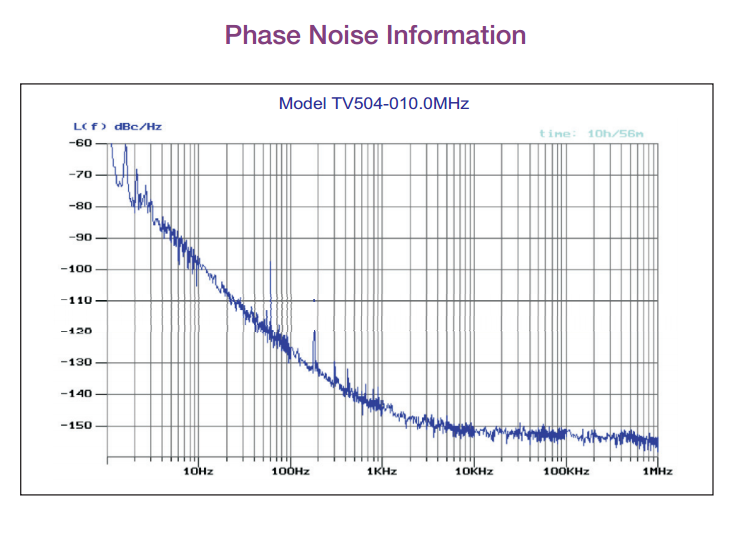 Phase Noise Information
Model TV504-010.0MHz
L(f) dBc/Hz
time: 10h/56m
-60
-70
-80
-90
-100
-110
-120
-130
-140
-150
10Hz 100Hz 1KHz 10KHz 100KHz 1MHz